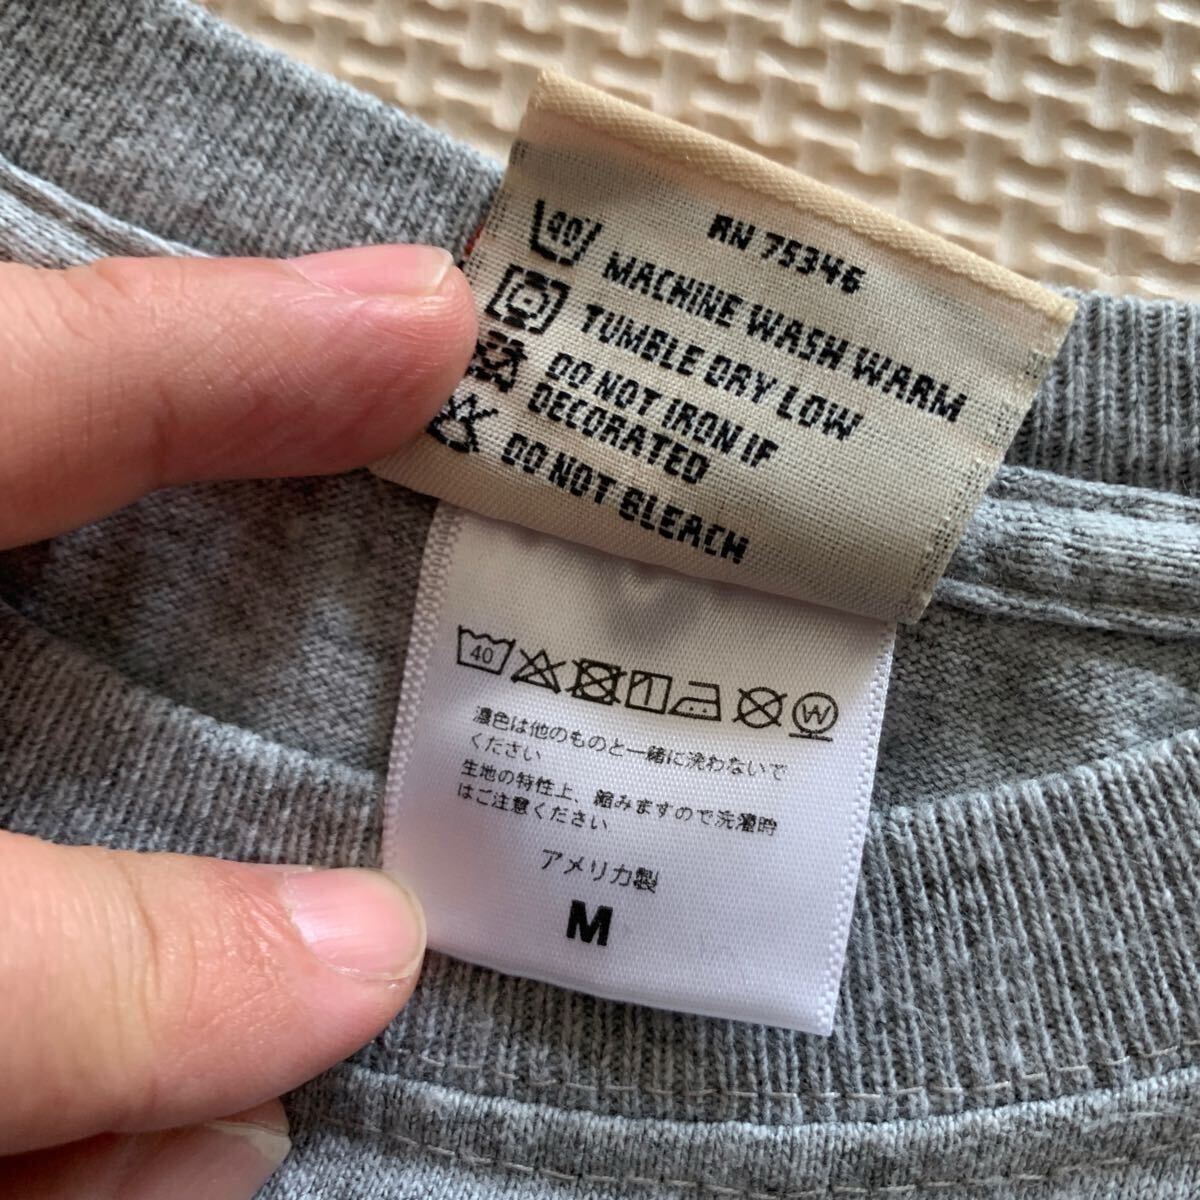 RN 75346
40° MACHINE WASH WARM
TUMBLE DRY LOW
DO NOT IRON IF
DECORATED
DO NOT BLEACH
40
W
濃色は他のものと一緒に洗わないで
ください
生地の特性上、縮みますので洗濯時
はご注意ください
アメリカ製
M